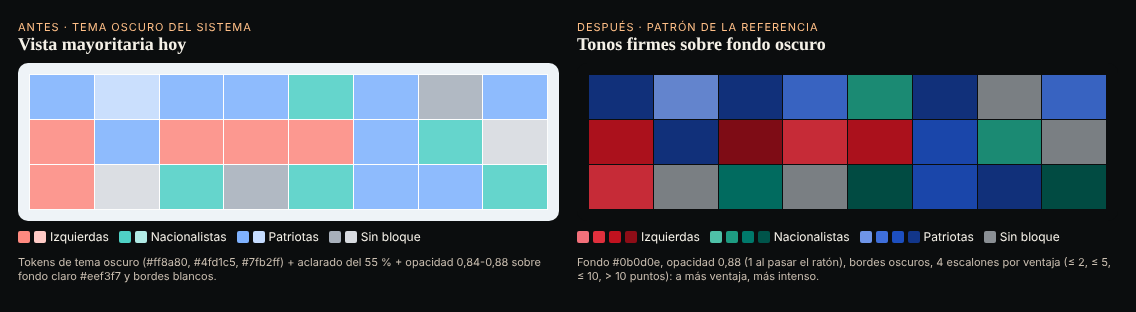 ANTES · TEMA OSCURO DEL SISTEMA
Vista mayoritaria hoy
Izquierdas Nacionalistas Patriotas Sin bloque
Tokens de tema oscuro (#ff8a80, #4fd1c5, #7fb2ff) + aclarado del 55 % + opacidad 0,84-0,88 sobre
fondo claro #eef3f7 y bordes blancos.
DESPUÉS · PATRÓN DE LA REFERENCIA
Tonos firmes sobre fondo oscuro
Izquierdas Nacionalistas Patriotas Sin bloque
Fondo #0b0d0e, opacidad 0,88 (1 al pasar el ratón), bordes oscuros, 4 escalones por ventaja (≤ 2, ≤ 5,
≤ 10, > 10 puntos): a más ventaja, más intenso.